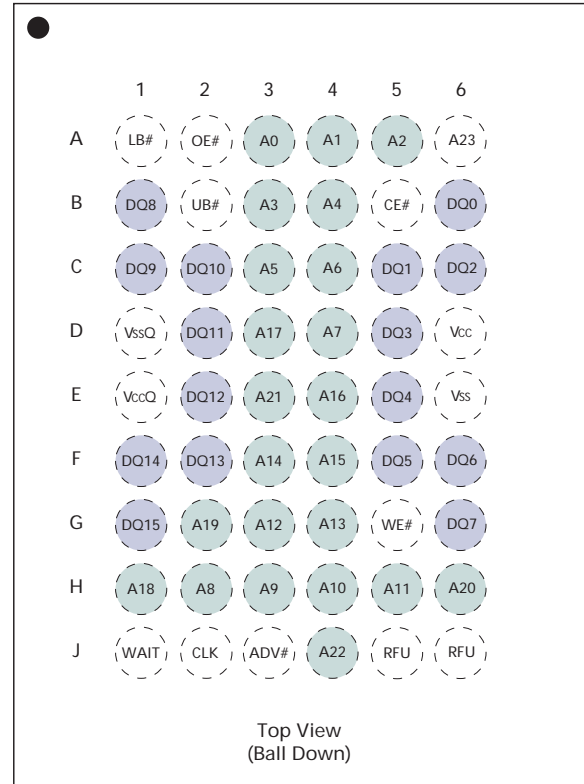 1 2 3 4 5 6
A LB# OE# A0 A1 A2 A23
B DQ8 UB# A3 A4 CE# DQ0
C DQ9 DQ10 A5 A6 DQ1 DQ2
D VssQ DQ11 A17 A7 DQ3 Vcc
E VccQ DQ12 A21 A16 DQ4 Vss
F DQ14 DQ13 A14 A15 DQ5 DQ6
G DQ15 A19 A12 A13 WE# DQ7
H A18 A8 A9 A10 A11 A20
J WAIT CLK ADV# A22 RFU RFU
Top View
(Ball Down)